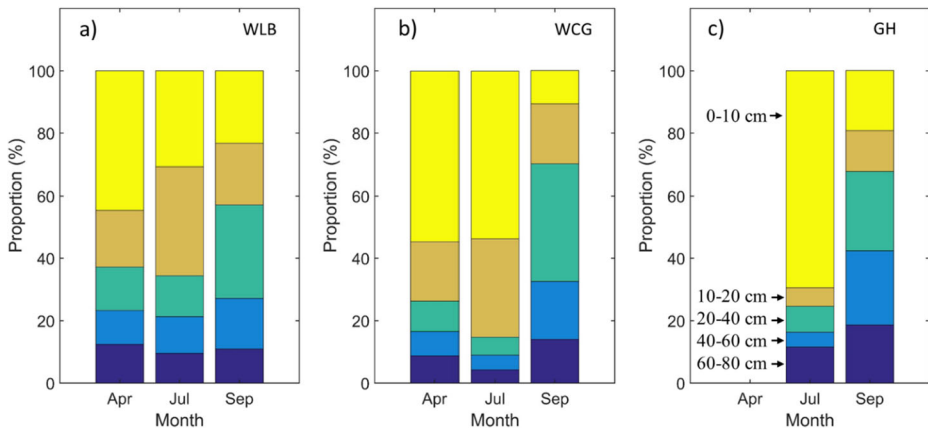 a) WLB
100
80
60
40
20
0
Proportion (%)
Apr Jul Sep
Month
b) WCG
100
80
60
40
20
0
Proportion (%)
Apr Jul Sep
Month
c) GH
100
80
60
40
20
0
Proportion (%)
0-10 cm
10-20 cm
20-40 cm
40-60 cm
60-80 cm
Apr Jul Sep
Month